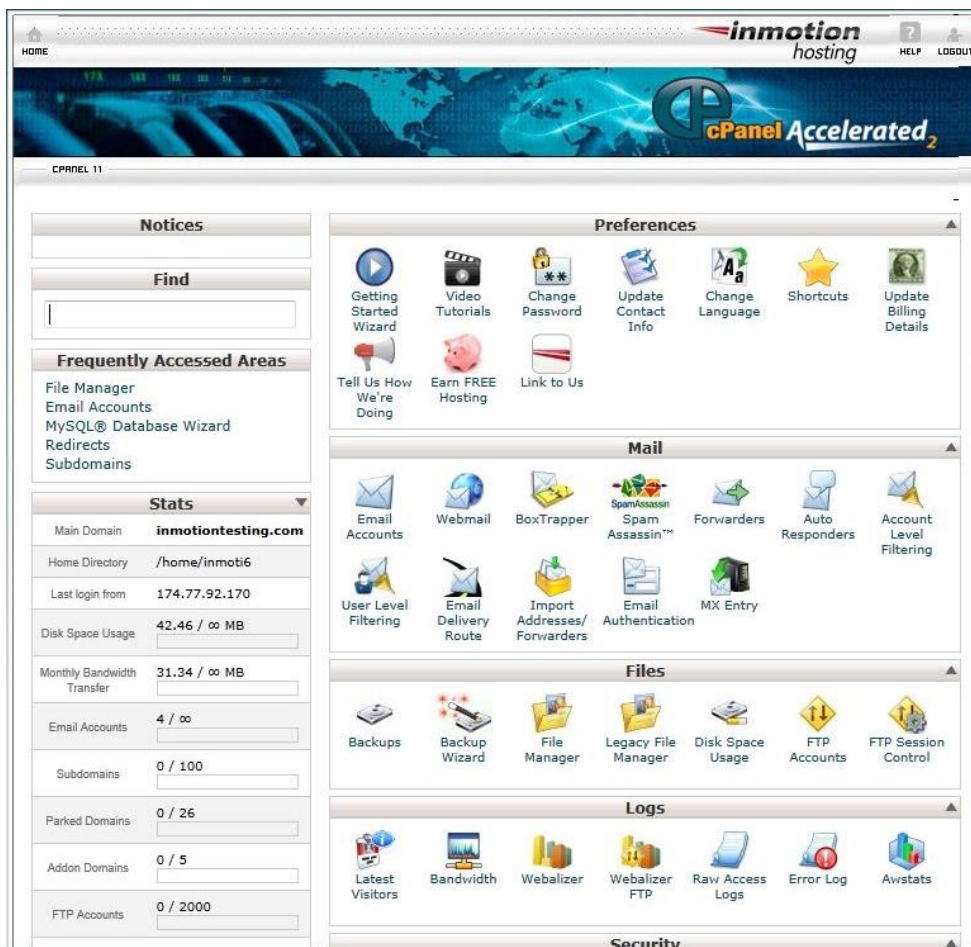 HOME
inmotion
hosting
HELP
LOGOUT
17X 18X 1XX 111
cPanel Accelerated2
CPANEL 11
Notices
Find
Frequently Accessed Areas
File Manager
Email Accounts
MySQL® Database Wizard
Redirects
Subdomains
Stats
Main Domain inmotiontesting.com
Home Directory /home/inmoti6
Last login from 174.77.92.170
Disk Space Usage 42.46 / ∞ MB
Monthly Bandwidth
Transfer
31.34 / ∞ MB
Email Accounts 4 / ∞
Subdomains 0 / 100
Parked Domains 0 / 26
Addon Domains 0 / 5
FTP Accounts 0 / 2000
Preferences
Getting
Started
Wizard
Video
Tutorials
Change
Password
Update
Contact
Info
Change
Language
Shortcuts
Update
Billing
Details
Tell Us How
We're
Doing
Earn FREE
Hosting
Link to Us
Mail
Email
Accounts
Webmail
BoxTrapper
SpamAssassin
Spam
Assassin™
Forwarders
Auto
Responders
Account
Level
Filtering
User Level
Filtering
Email
Delivery
Route
Import
Addresses/
Forwarders
Email
Authentication
MX Entry
Files
Backups
Backup
Wizard
File
Manager
Legacy File
Manager
Disk Space
Usage
FTP
Accounts
FTP Session
Control
Logs
Latest
Visitors
Bandwidth
Webalizer
Webalizer
FTP
Raw Access
Logs
Error Log
Awstats
Security